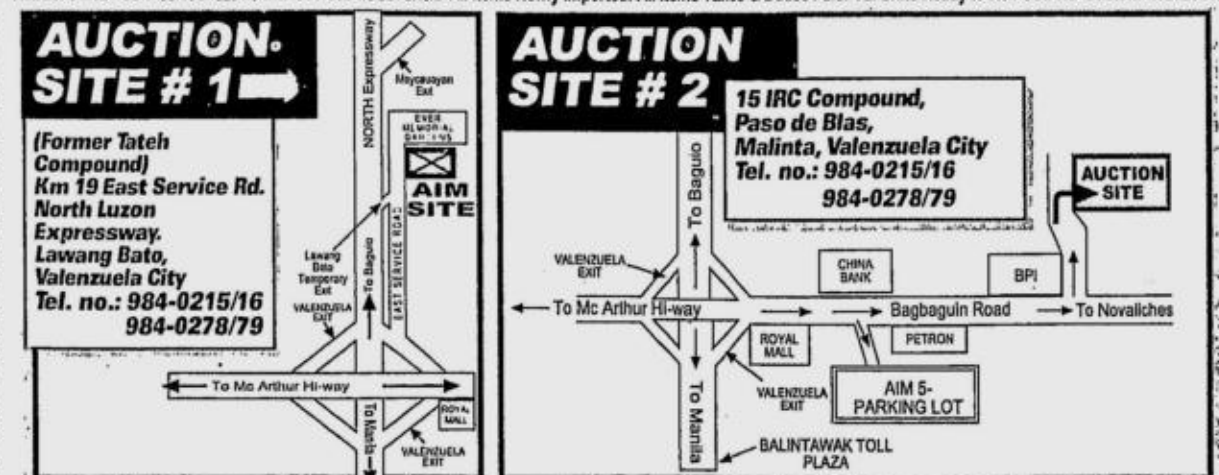 AUCTION
SITE # 1
(Former Tateh
Compound)
Km 19 East Service Rd.
North Luzon
Expressway.
Lawang Bato,
Valenzuela City
Tel. no.: 984-0215/16
984-0278/79
NORTH Expressway
Meycauayan
Exit
EVER
MEMORIAL
GARDENS
AIM
SITE
Lawang
Bato
Temporary
Exit
To Baguio
EAST SERVICE ROAD
VALENZUELA
EXIT
To Mc Arthur Hi-way
ROYAL
MALL
To Manila
VALENZUELA
EXIT
AUCTION
SITE # 2
15 IRC Compound,
Paso de Blas,
Malinta, Valenzuela City
Tel. no.: 984-0215/16
984-0278/79
To Baguio
AUCTION
SITE
VALENZUELA
EXIT
CHINA
BANK
BPI
To Mc Arthur Hi-way
Bagbaguin Road
To Novaliches
ROYAL
MALL
PETRON
VALENZUELA
EXIT
AIM 5-
PARKING LOT
To Manila
BALINTAWAK TOLL
PLAZA